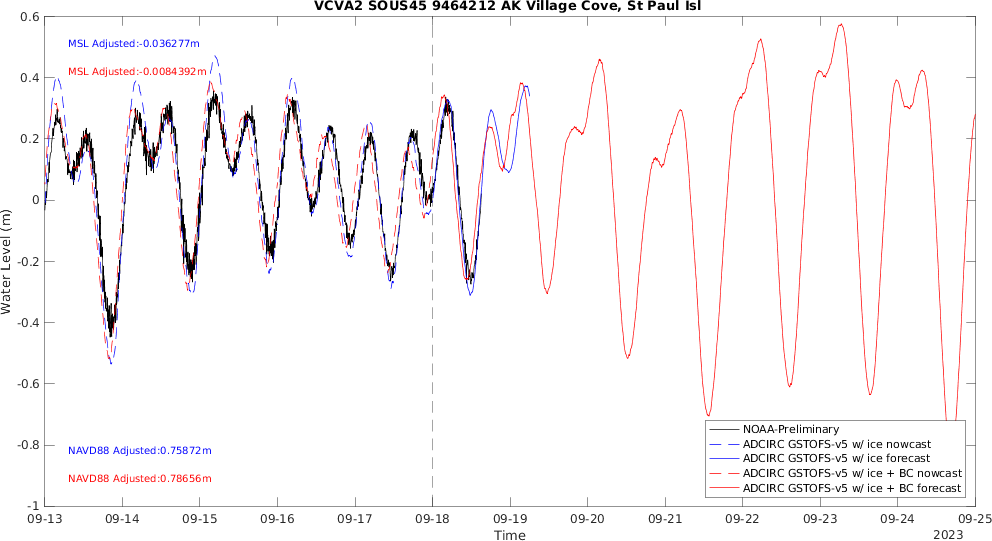 VCVA2 SOUS45 9464212 AK Village Cove, St Paul Isl
MSL Adjusted:-0.036277m
MSL Adjusted:-0.0084392m
NAVD88 Adjusted:0.75872m
NAVD88 Adjusted:0.78656m
Water Level (m)
0.6
0.4
0.2
0
-0.2
-0.4
-0.6
-0.8
-1
NOAA-Preliminary
ADCIRC GSTOFS-v5 w/ ice nowcast
ADCIRC GSTOFS-v5 w/ ice forecast
ADCIRC GSTOFS-v5 w/ ice + BC nowcast
ADCIRC GSTOFS-v5 w/ ice + BC forecast
09-13 09-14 09-15 09-16 09-17 09-18 09-19 09-20 09-21 09-22 09-23 09-24 09-25
Time
2023